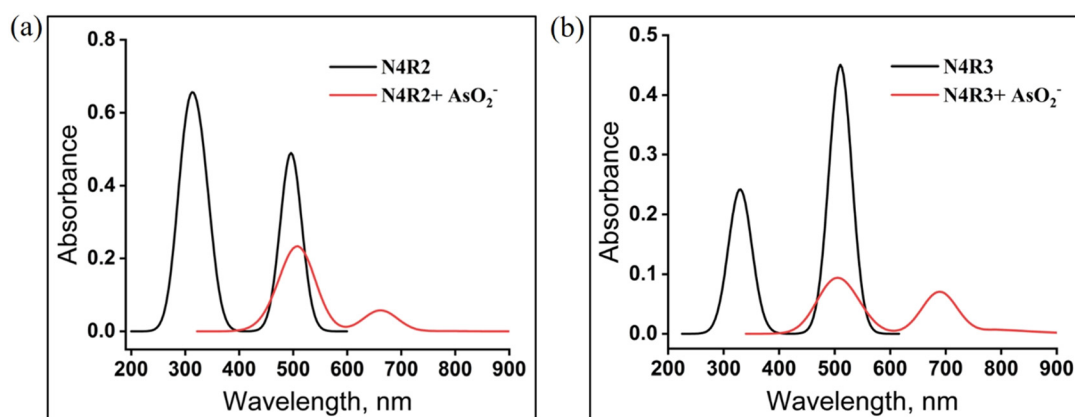 (a)
0.8
0.6
0.4
0.2
0.0
Absorbance
N4R2
N4R2+ AsO₂⁻
200 300 400 500 600 700 800 900
Wavelength, nm
(b)
0.5
0.4
0.3
0.2
0.1
0.0
Absorbance
N4R3
N4R3+ AsO₂⁻
200 300 400 500 600 700 800 900
Wavelength, nm